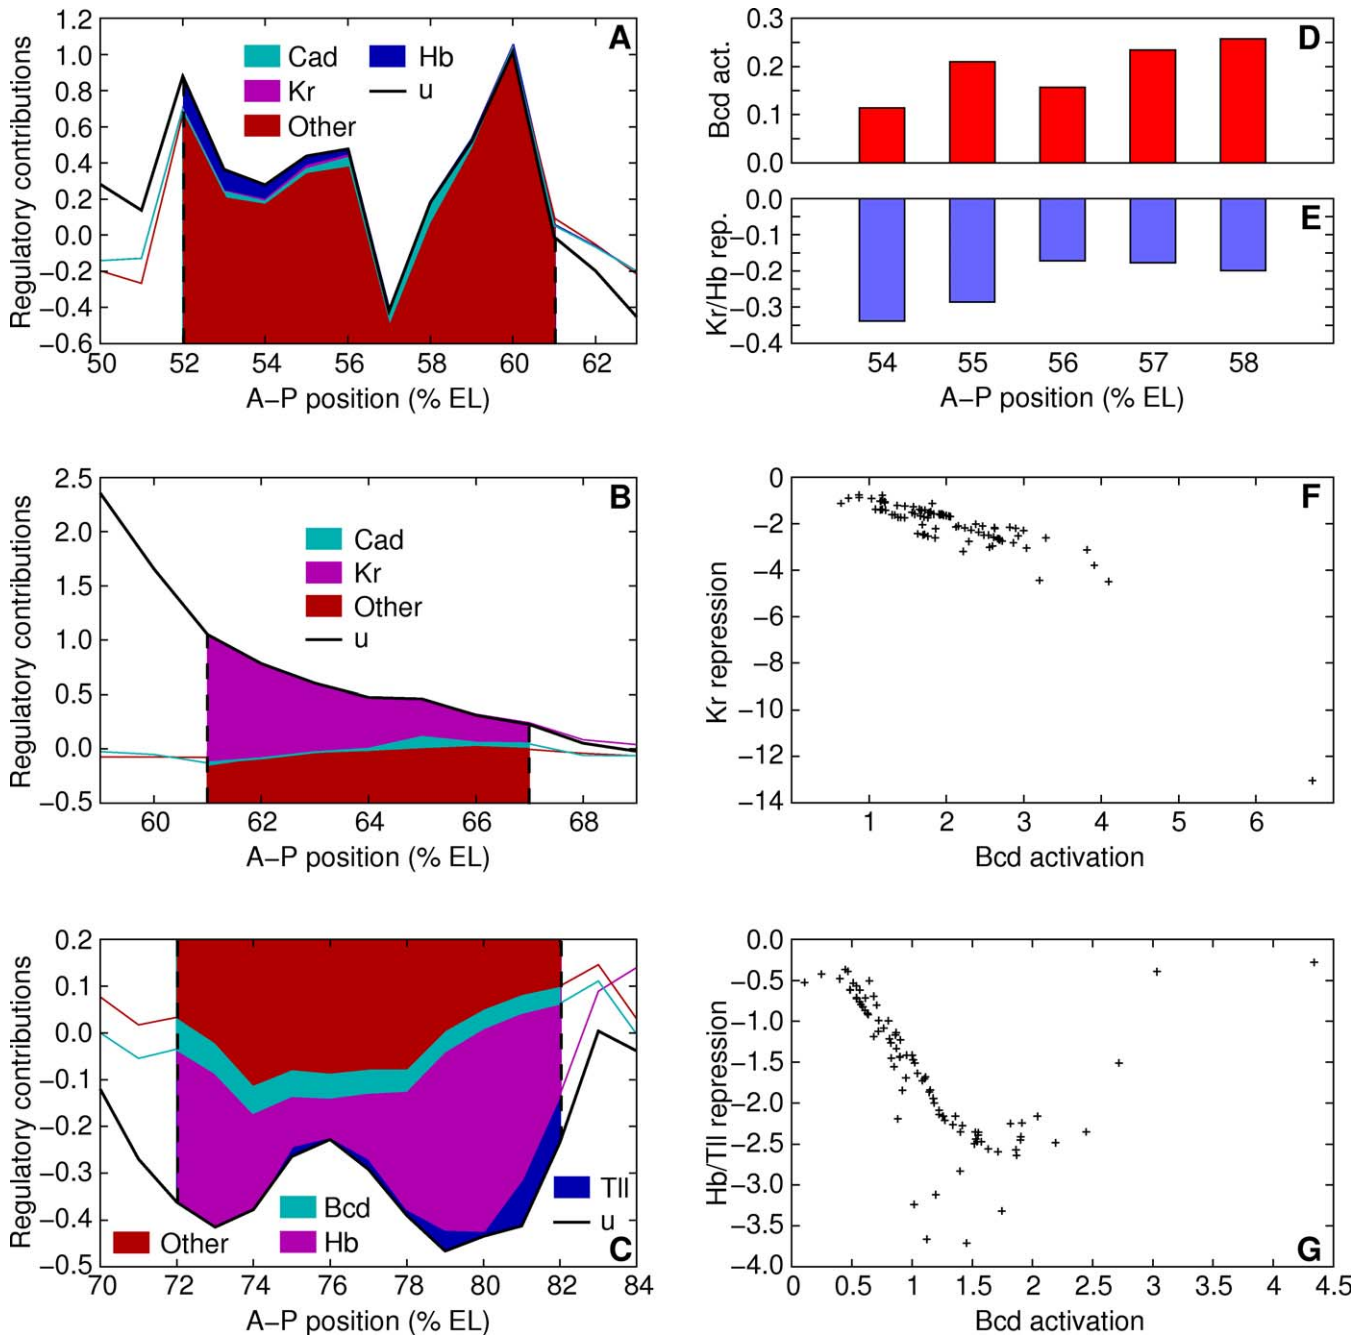 A
Regulatory contributions
1.2
1.0
0.8
0.6
0.4
0.2
0.0
−0.2
−0.4
−0.6
Cad
Hb
Kr
u
Other
50 52 54 56 58 60 62
A−P position (% EL)
D
Bcd act.
0.3
0.2
0.1
0.0
E
Kr/Hb rep.
0.0
−0.1
−0.2
−0.3
−0.4
54 55 56 57 58
A−P position (% EL)
B
Regulatory contributions
2.5
2.0
1.5
1.0
0.5
0.0
−0.5
Cad
Kr
Other
u
60 62 64 66 68
A−P position (% EL)
F
Kr repression
0
−2
−4
−6
−8
−10
−12
−14
1 2 3 4 5 6
Bcd activation
C
Regulatory contributions
0.2
0.1
0.0
−0.1
−0.2
−0.3
−0.4
−0.5
Other
Bcd
Hb
Tll
u
70 72 74 76 78 80 82 84
A−P position (% EL)
G
Hb/Tll repression
0.0
−0.5
−1.0
−1.5
−2.0
−2.5
−3.0
−3.5
−4.0
0 0.5 1 1.5 2 2.5 3 3.5 4 4.5
Bcd activation